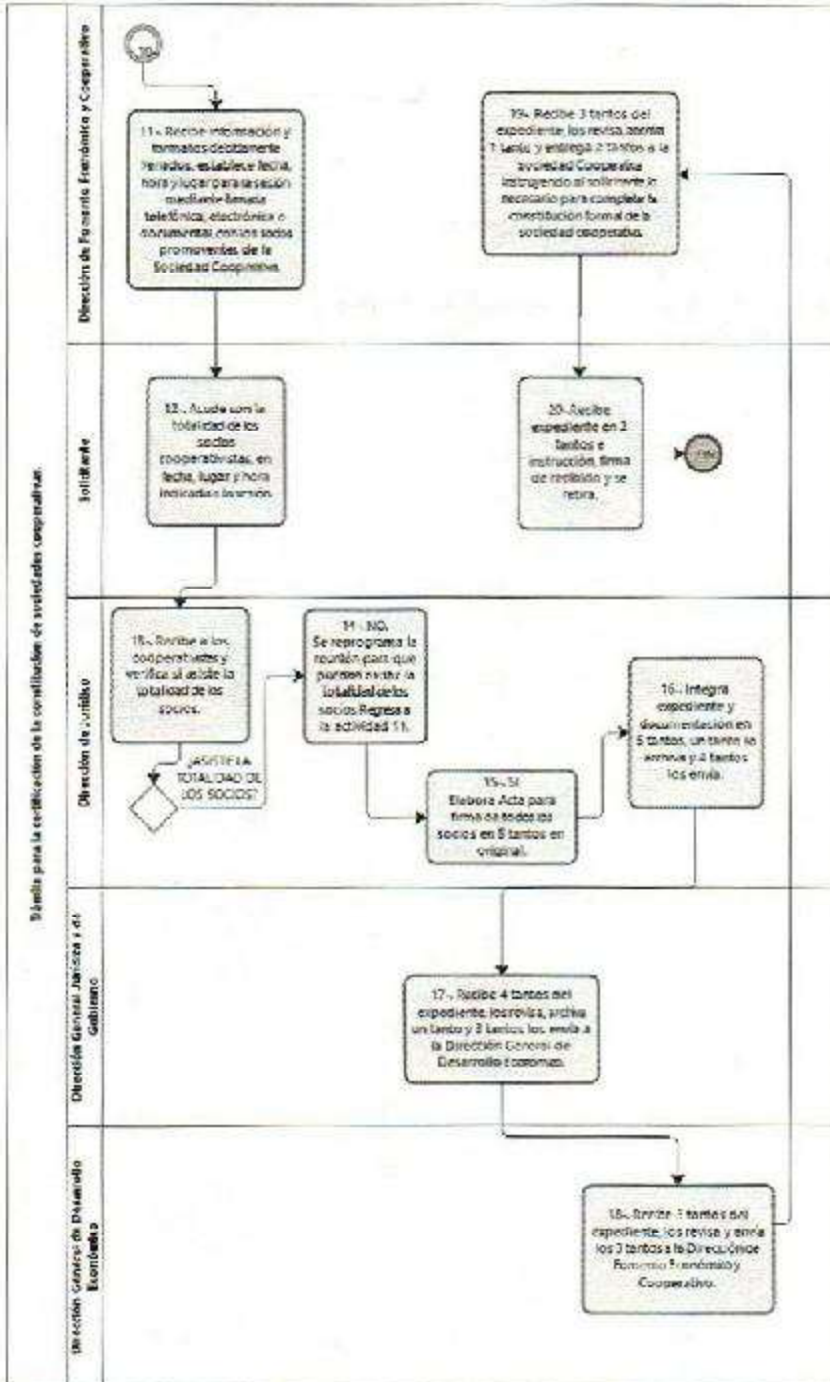 Trámite para la certificación de la constitución de sociedades cooperativas.
Dirección de Fomento Económico y Cooperativo
10
11-. Recibe información y
formatos debidamente
llenados, establece fecha,
hora y lugar para la sesión
mediante llamada
telefónica, electrónica o
documental, con los socios
promoventes de la
Sociedad Cooperativa.
19-. Recibe 3 tantos del
expediente, los revisa, archiva
1 tanto y entrega 2 tantos a la
Sociedad Cooperativa
instruyendo al solicitante lo
necesario para completar la
constitución formal de la
sociedad cooperativa.
Solicitante
12-. Acude con la
totalidad de los
socios
cooperativistas, en
fecha, lugar y hora
indicada a la sesión.
20-. Recibe
expediente en 2
tantos e
instrucción, firma
de recibido y se
retira.
FIN
Dirección de Jurídico
13-. Recibe a los
cooperativistas y
verifica si asiste la
totalidad de los
socios.
¿ASISTE LA
TOTALIDAD DE
LOS SOCIOS?
14-. NO.
Se reprograma la
reunión para que
puedan asistir la
totalidad de los
socios. Regresa a
la actividad 11.
15-. SI
Elabora Acta para
firma de todos los
socios en 5 tantos en
original.
16-. Integra
expediente y
documentación en
5 tantos, un tanto lo
archiva y 4 tantos
los envía.
Dirección General Jurídica y de
Gobierno
17-. Recibe 4 tantos del
expediente, los revisa, archiva
un tanto y 3 tantos los envía a
la Dirección General de
Desarrollo Económico.
Dirección General de Desarrollo
Económico
18-. Recibe 3 tantos del
expediente, los revisa y envía
los 3 tantos a la Dirección de
Fomento Económico y
Cooperativo.